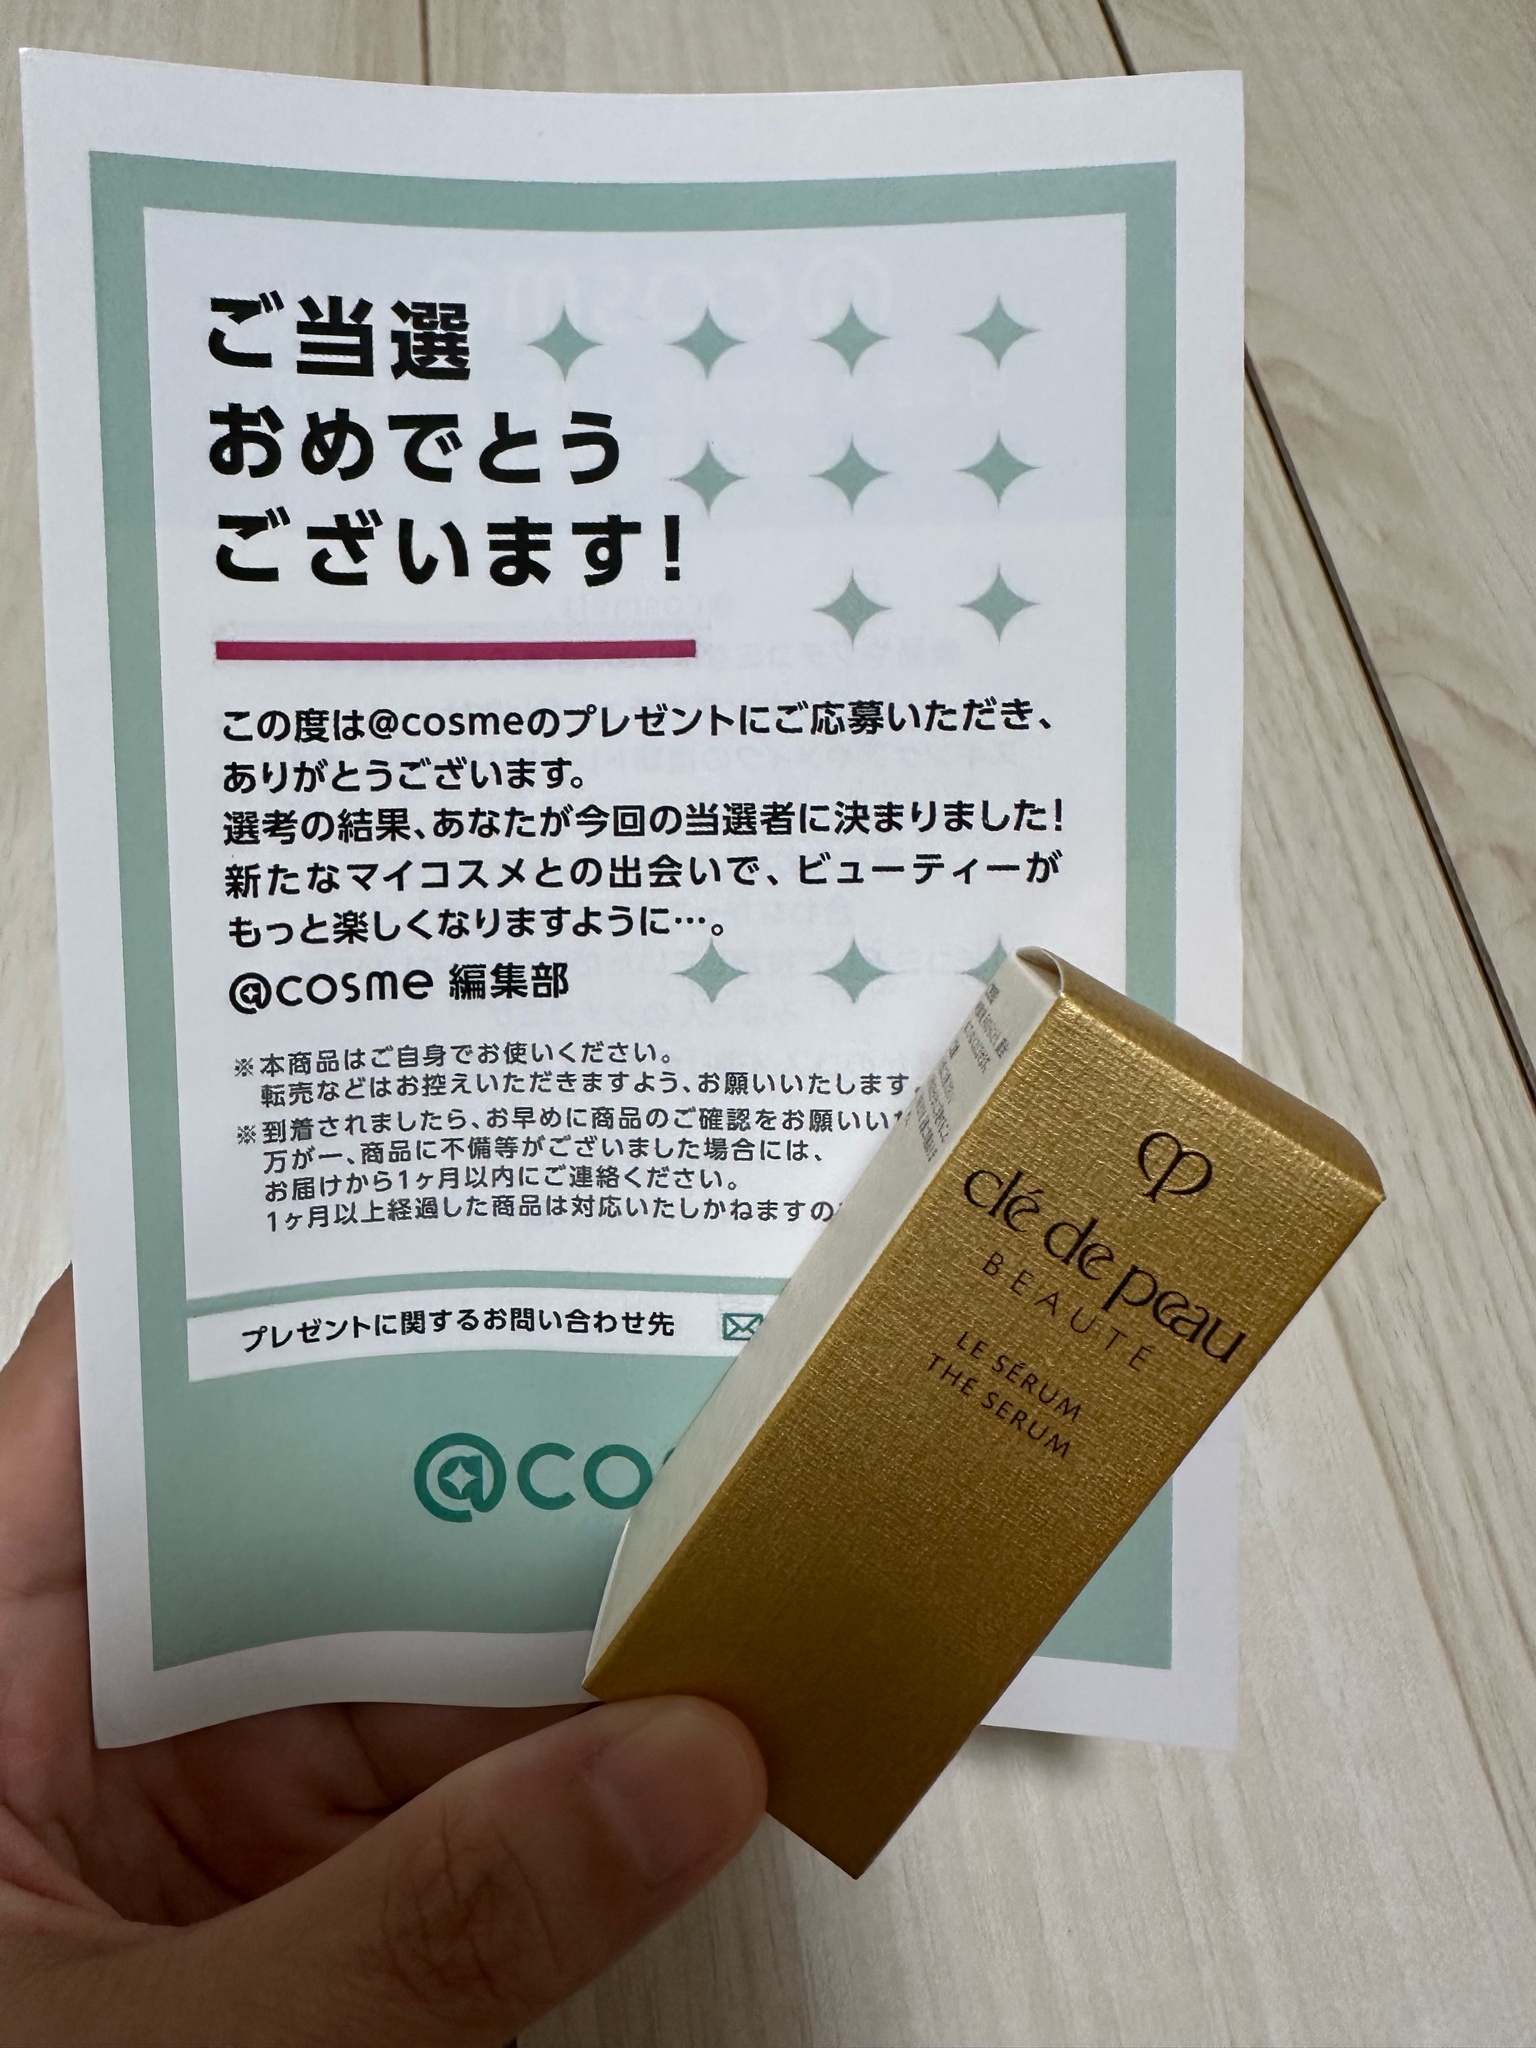 ご当選
おめでとう
ございます!
この度は@cosmeのプレゼントにご応募いただき、
ありがとうございます。
選考の結果、あなたが今回の当選者に決まりました!
新たなマイコスメとの出会いで、ビューティーが
もっと楽しくなりますように…。
@cosme 編集部
※本商品はご自身でお使いください。
転売などはお控えいただきますよう、お願いいたします
※到着されましたら、お早めに商品のご確認をお願いいた
万が一、商品に不備等がございました場合には、
お届けから1ヶ月以内にご連絡ください。
1ヶ月以上経過した商品は対応いたしかねますの
プレゼントに関するお問い合わせ先
@cos
clé de peau
BEAUTÉ
LE SÉRUM
THE SERUM